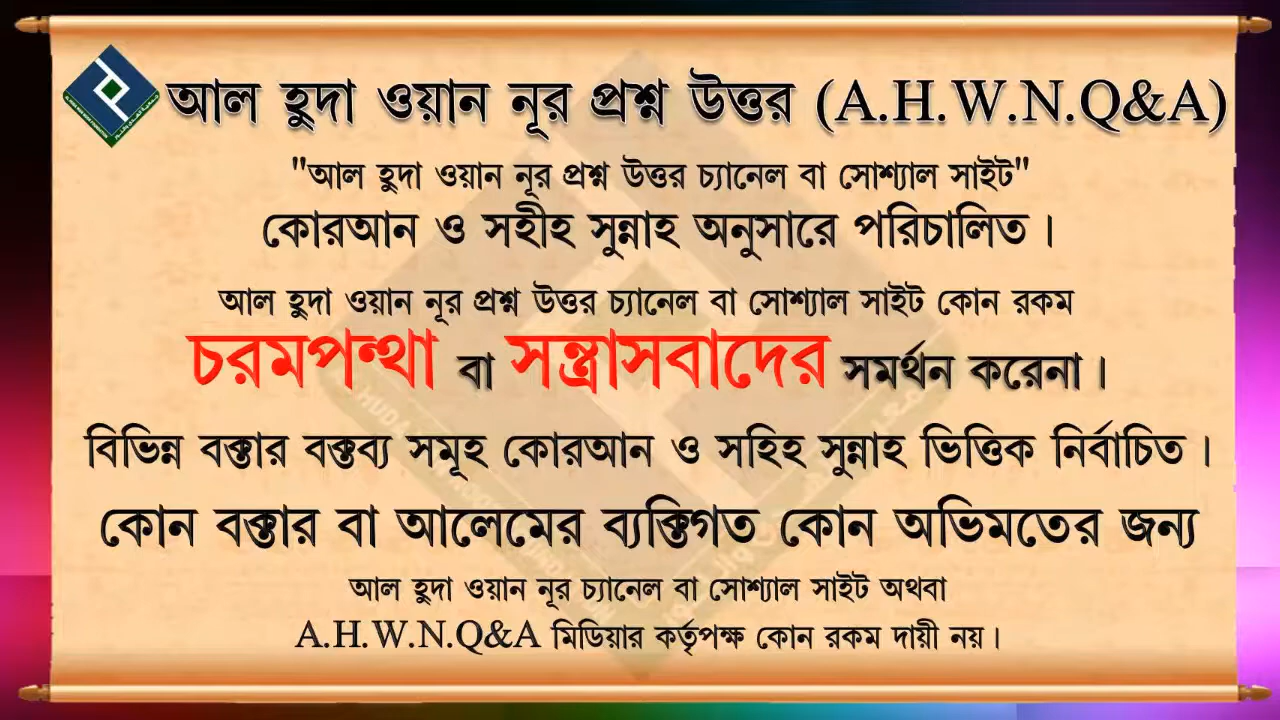 আল হুদা ওয়ান নূর প্রশ্ন উত্তর (A.H.W.N.Q&A)
"আল হুদা ওয়ান নূর প্রশ্ন উত্তর চ্যানেল বা সোশ্যাল সাইট"
কোরআন ও সহীহ সুন্নাহ অনুসারে পরিচালিত।
আল হুদা ওয়ান নূর প্রশ্ন উত্তর চ্যানেল বা সোশ্যাল সাইট কোন রকম
চরমপন্থা বা সন্ত্রাসবাদের সমর্থন করেনা।
বিভিন্ন বক্তার বক্তব্য সমূহ কোরআন ও সহিহ সুন্নাহ ভিত্তিক নির্বাচিত।
কোন বক্তার বা আলেমের ব্যক্তিগত কোন অভিমতের জন্য
আল হুদা ওয়ান নূর চ্যানেল বা সোশ্যাল সাইট অথবা
A.H.W.N.Q&A মিডিয়ার কর্তৃপক্ষ কোন রকম দায়ী নয়।